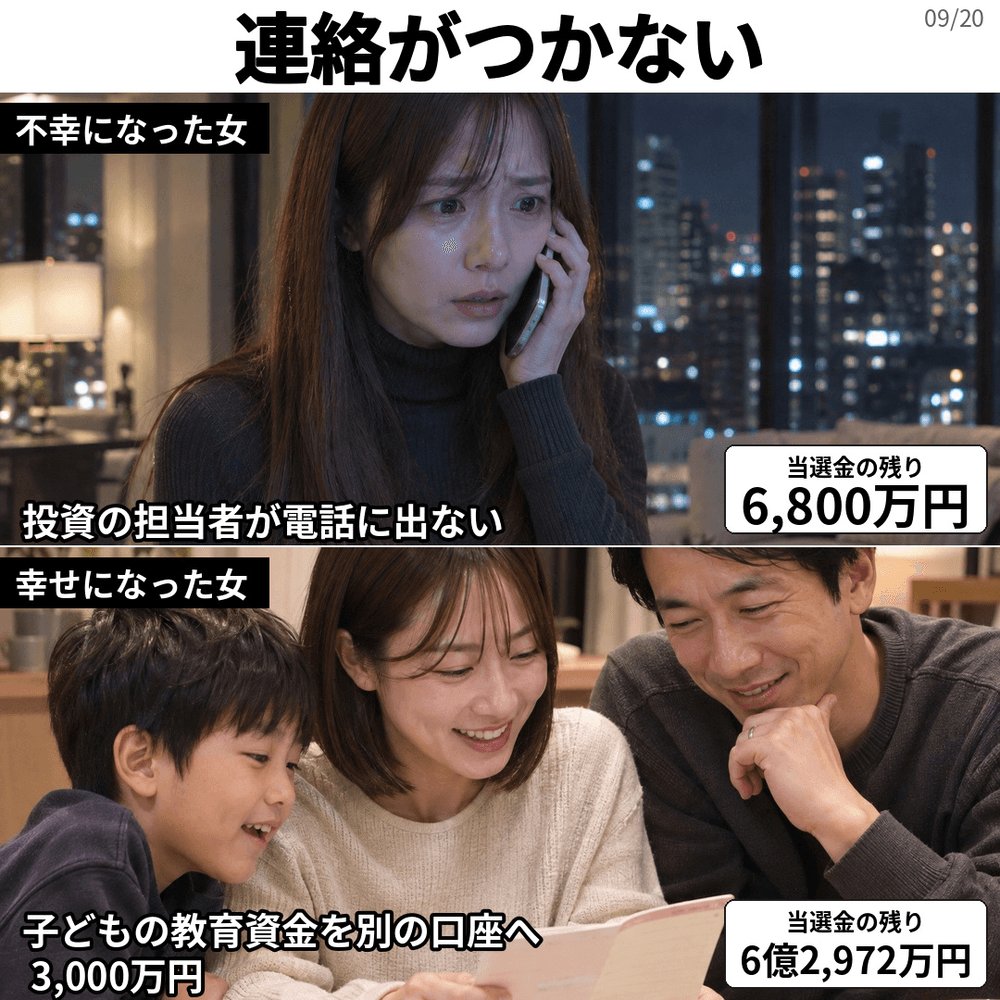 09/20
連絡がつかない
不幸になった女
当選金の残り
6,800万円
投資の担当者が電話に出ない
幸せになった女
子どもの教育資金を別の口座へ
3,000万円
当選金の残り
6億2,972万円